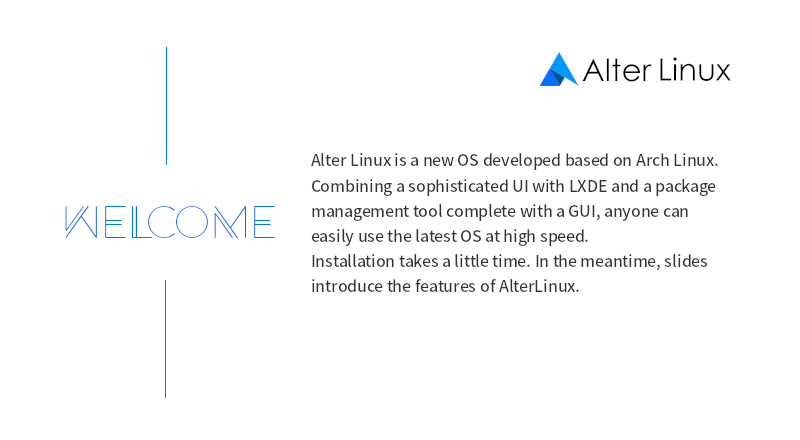 Alter Linux
WELCOME
Alter Linux is a new OS developed based on Arch Linux.
Combining a sophisticated UI with LXDE and a package
management tool complete with a GUI, anyone can
easily use the latest OS at high speed.
Installation takes a little time. In the meantime, slides
introduce the features of AlterLinux.